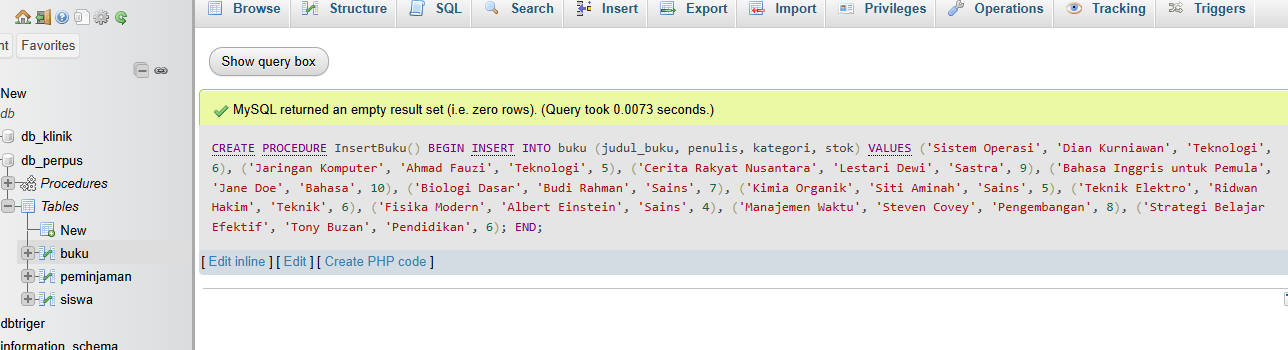 Browse Structure SQL Search Insert Export Import Privileges Operations Tracking Triggers
nt Favorites
New
db
db_klinik
db_perpus
Procedures
Tables
New
buku
peminjaman
siswa
dbtriger
information_schema
Show query box
MySQL returned an empty result set (i.e. zero rows). (Query took 0.0073 seconds.)
CREATE PROCEDURE InsertBuku() BEGIN INSERT INTO buku (judul_buku, penulis, kategori, stok) VALUES ('Sistem Operasi', 'Dian Kurniawan', 'Teknologi',
6), ('Jaringan Komputer', 'Ahmad Fauzi', 'Teknologi', 5), ('Cerita Rakyat Nusantara', 'Lestari Dewi', 'Sastra', 9), ('Bahasa Inggris untuk Pemula',
'Jane Doe', 'Bahasa', 10), ('Biologi Dasar', 'Budi Rahman', 'Sains', 7), ('Kimia Organik', 'Siti Aminah', 'Sains', 5), ('Teknik Elektro', 'Ridwan
Hakim', 'Teknik', 6), ('Fisika Modern', 'Albert Einstein', 'Sains', 4), ('Manajemen Waktu', 'Steven Covey', 'Pengembangan', 8), ('Strategi Belajar
Efektif', 'Tony Buzan', 'Pendidikan', 6); END;
[ Edit inline ] [ Edit ] [ Create PHP code ]